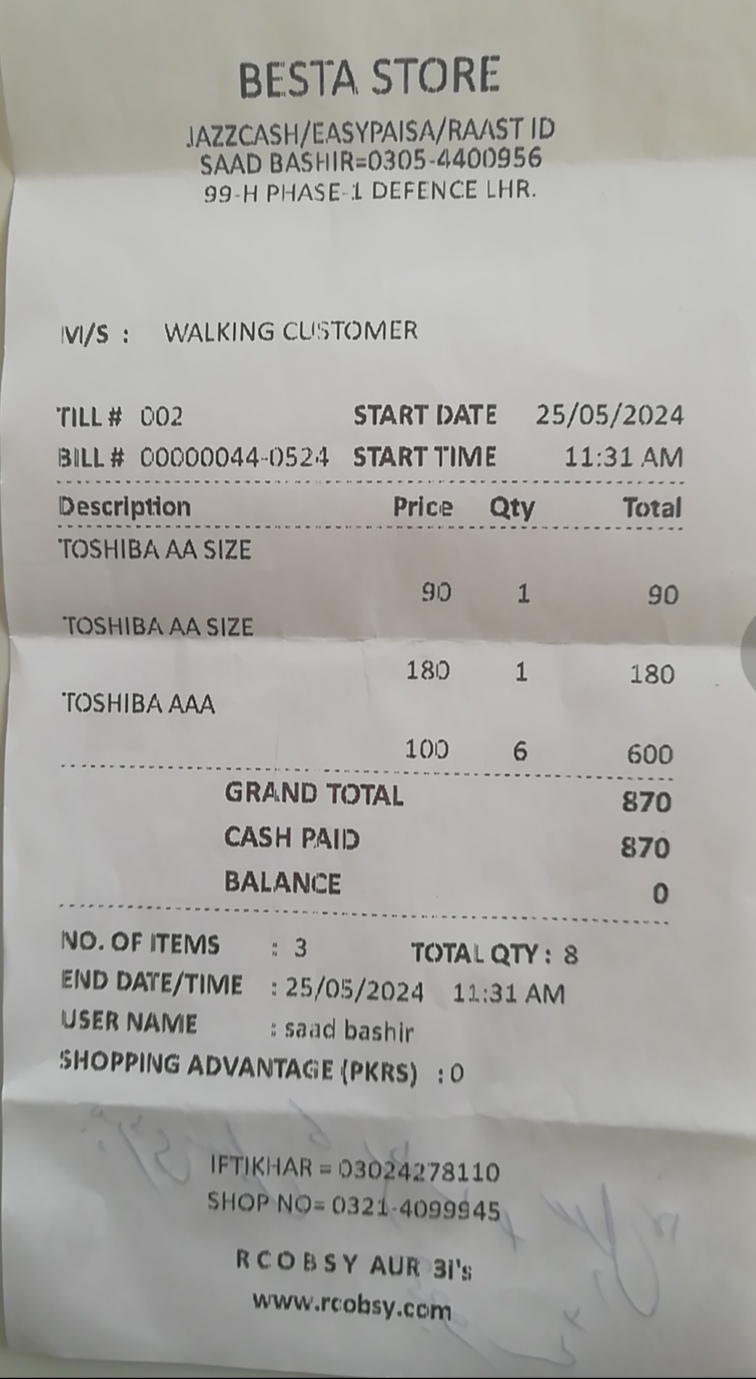 BESTA STORE
JAZZCASH/EASYPAISA/RAAST ID
SAAD BASHIR=0305-4400956
99-H PHASE-1 DEFENCE LHR.
M/S : WALKING CUSTOMER
TILL # 002 START DATE 25/05/2024
BILL # 00000044-0524 START TIME 11:31 AM
Description Price Qty Total
TOSHIBA AA SIZE
90 1 90
TOSHIBA AA SIZE
180 1 180
TOSHIBA AAA
100 6 600
GRAND TOTAL 870
CASH PAID 870
BALANCE 0
NO. OF ITEMS : 3 TOTAL QTY : 8
END DATE/TIME : 25/05/2024 11:31 AM
USER NAME : saad bashir
SHOPPING ADVANTAGE (PKRS) : 0
IFTIKHAR = 03024278110
SHOP NO= 0321-4099945
RCOBSY AUR 3i's
www.rcobsy.com